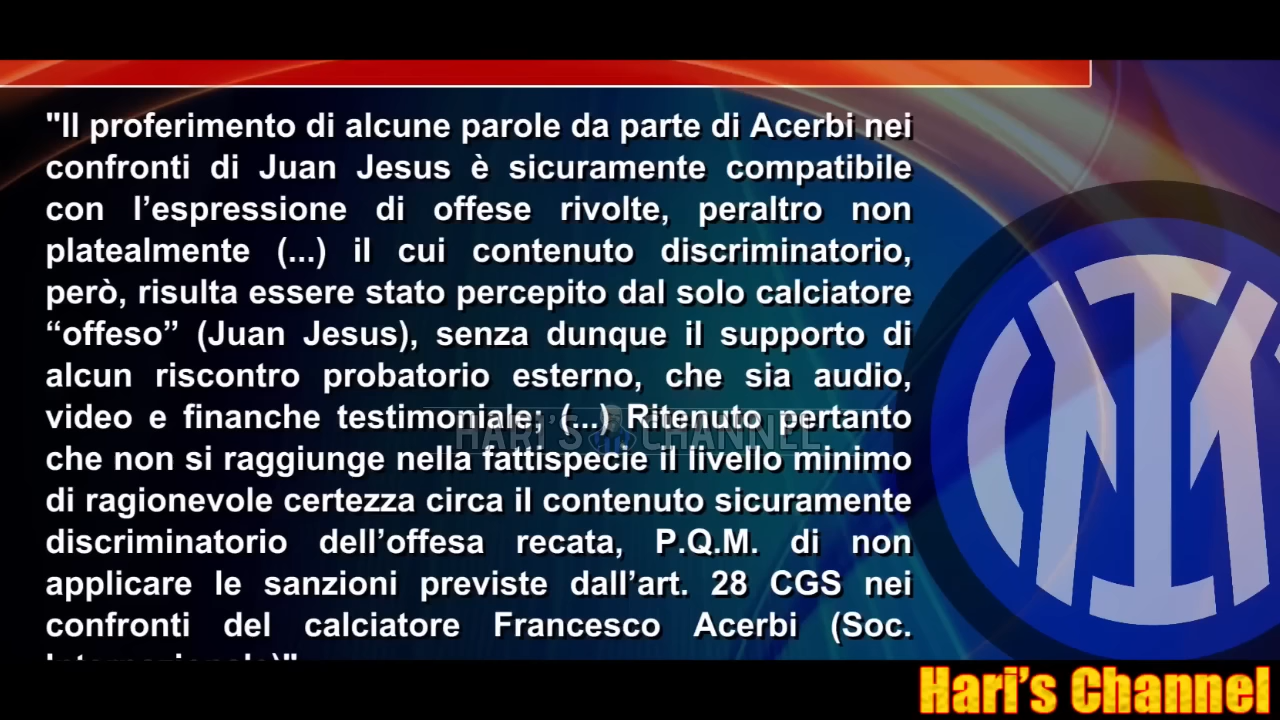 "Il proferimento di alcune parole da parte di Acerbi nei
confronti di Juan Jesus è sicuramente compatibile
con l’espressione di offese rivolte, peraltro non
platealmente (...) il cui contenuto discriminatorio,
però, risulta essere stato percepito dal solo calciatore
“offeso” (Juan Jesus), senza dunque il supporto di
alcun riscontro probatorio esterno, che sia audio,
video e finanche testimoniale; (...) Ritenuto pertanto
che non si raggiunge nella fattispecie il livello minimo
di ragionevole certezza circa il contenuto sicuramente
discriminatorio dell’offesa recata, P.Q.M. di non
applicare le sanzioni previste dall’art. 28 CGS nei
confronti del calciatore Francesco Acerbi (Soc.
HARI'S CHANNEL
Hari's Channel